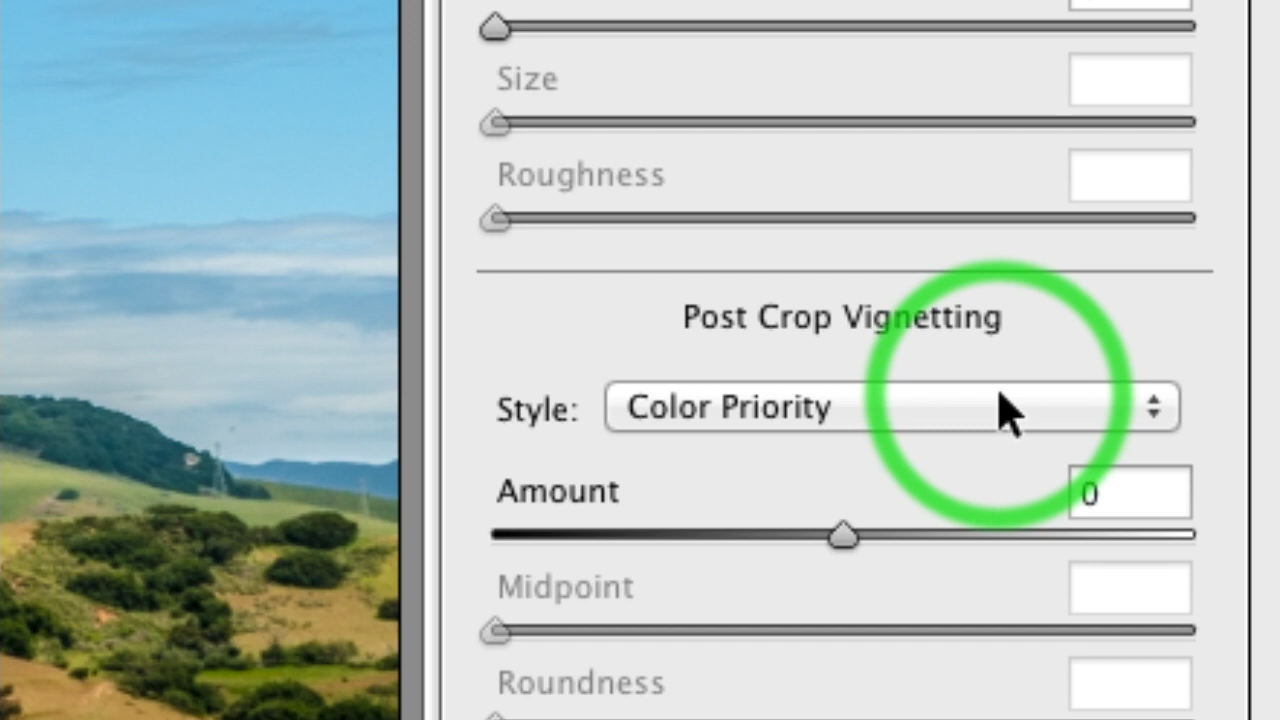 Size
Roughness
Post Crop Vignetting
Style: Color Priority
Amount 0
Midpoint
Roundness